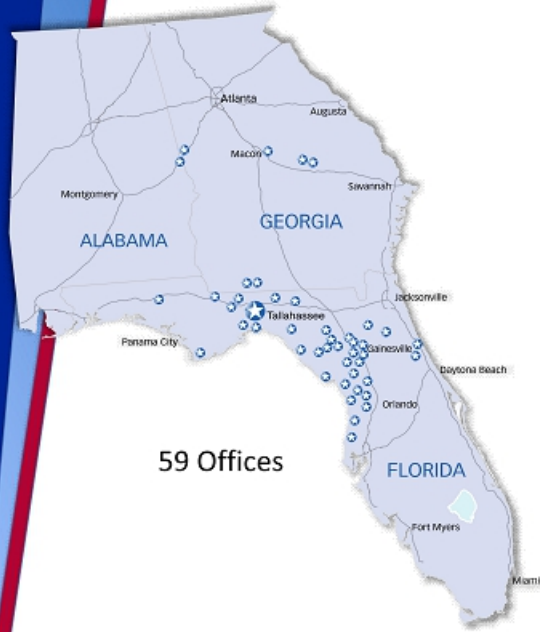 Atlanta
Augusta
Macon
Savannah
Montgomery
GEORGIA
ALABAMA
Jacksonville
Tallahassee
Panama City
Gainesville
Daytona Beach
Orlando
59 Offices
FLORIDA
Fort Myers
Miami